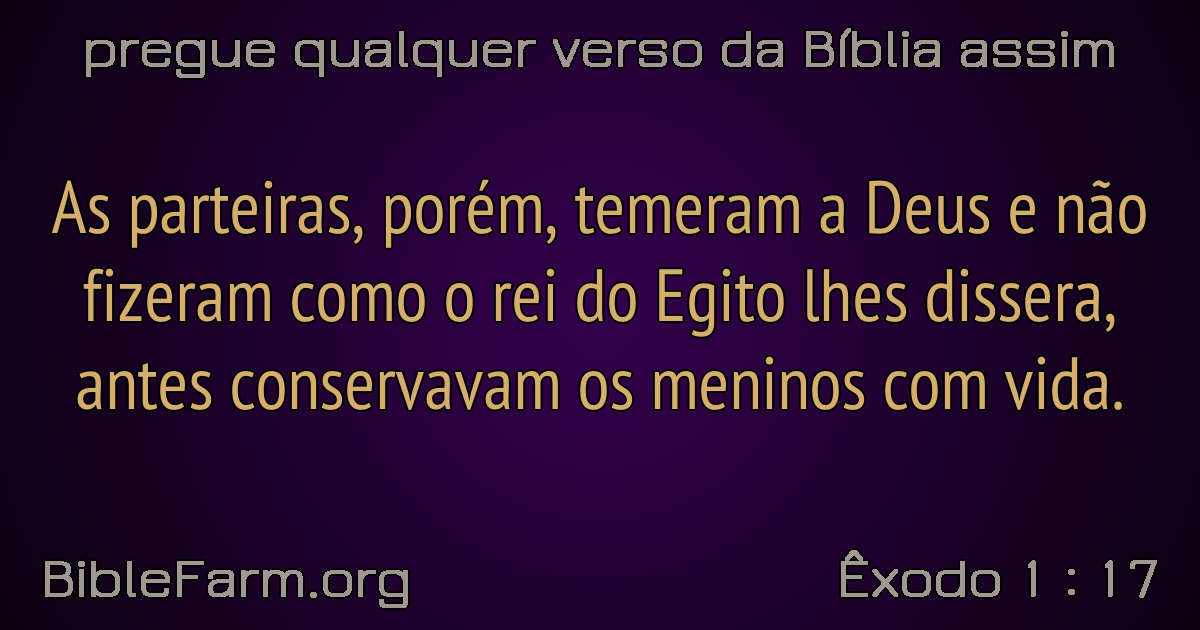 pregue qualquer verso da Bíblia assim
As parteiras, porém, temeram a Deus e não
fizeram como o rei do Egito lhes dissera,
antes conservavam os meninos com vida.
BibleFarm.org
Êxodo 1 : 17